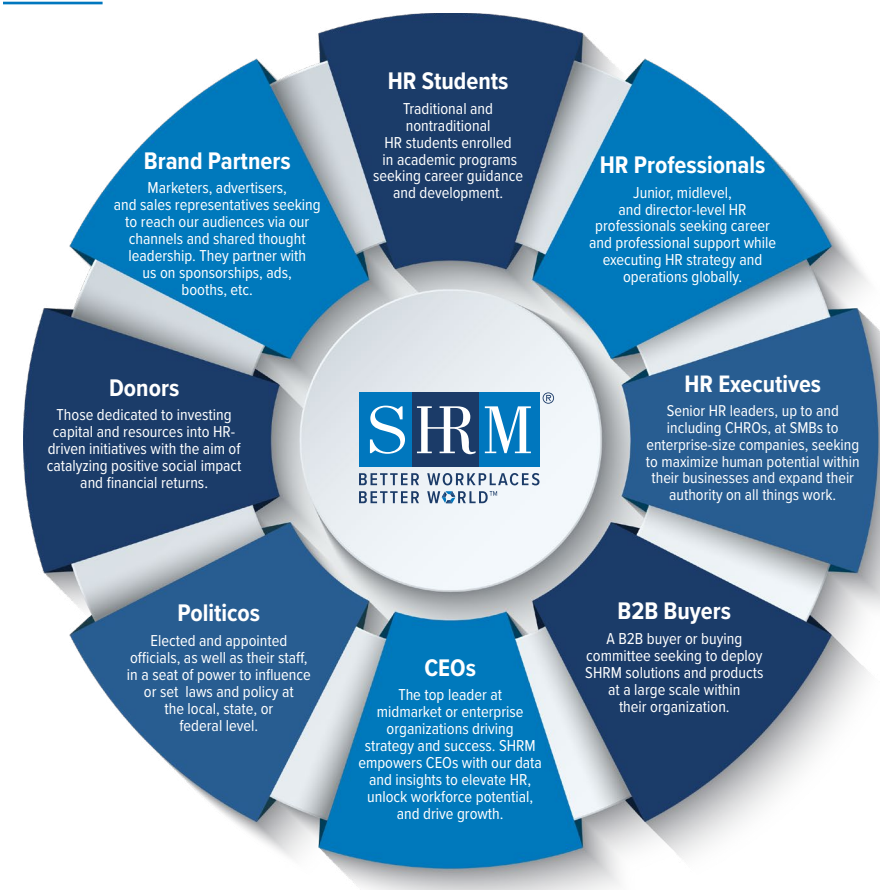 HR Students
Traditional and
nontraditional
HR students enrolled
in academic programs
seeking career guidance
and development.
HR Professionals
Junior, midlevel,
and director-level HR
professionals seeking career
and professional support while
executing HR strategy and
operations globally.
HR Executives
Senior HR leaders, up to and
including CHROs, at SMBs to
enterprise-size companies, seeking
to maximize human potential within
their businesses and expand their
authority on all things work.
B2B Buyers
A B2B buyer or buying
committee seeking to deploy
SHRM solutions and products
at a large scale within
their organization.
CEOs
The top leader at
midmarket or enterprise
organizations driving
strategy and success. SHRM
empowers CEOs with our data
and insights to elevate HR,
unlock workforce potential,
and drive growth.
Politicos
Elected and appointed
officials, as well as their staff,
in a seat of power to influence
or set laws and policy at
the local, state, or
federal level.
Donors
Those dedicated to investing
capital and resources into HR-
driven initiatives with the aim of
catalyzing positive social impact
and financial returns.
Brand Partners
Marketers, advertisers,
and sales representatives seeking
to reach our audiences via our
channels and shared thought
leadership. They partner with
us on sponsorships, ads,
booths, etc.
SHRM®
BETTER WORKPLACES
BETTER WORLD™